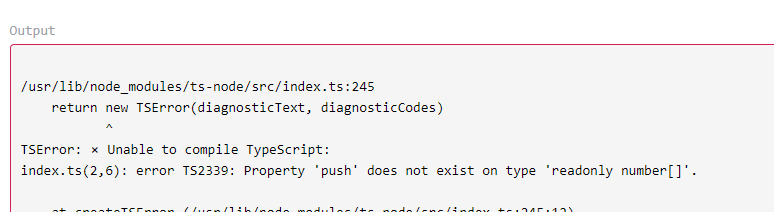 Output
/usr/lib/node_modules/ts-node/src/index.ts:245
return new TSError(diagnosticText, diagnosticCodes)
^
TSError: ⨯ Unable to compile TypeScript:
index.ts(2,6): error TS2339: Property 'push' does not exist on type 'readonly number[]'.
at createTSError (/usr/lib/node_modules/ts-node/src/index.ts:245:12)